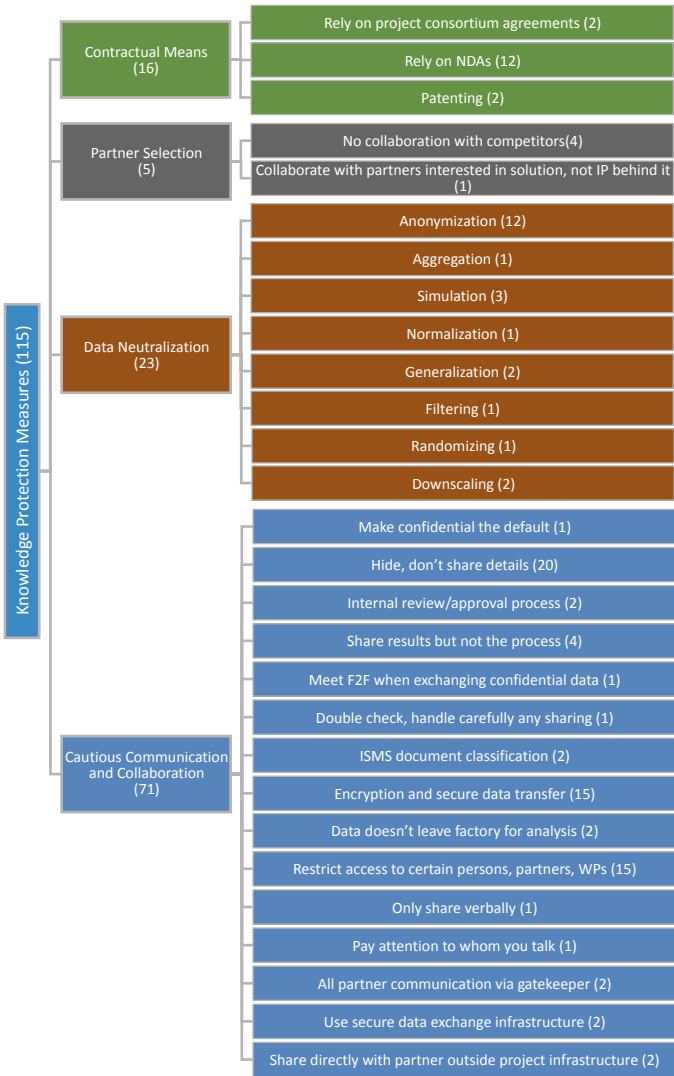 Knowledge Protection Measures (115)
Contractual Means
(16)
Rely on project consortium agreements (2)
Rely on NDAs (12)
Patenting (2)
Partner Selection
(5)
No collaboration with competitors(4)
Collaborate with partners interested in solution, not IP behind it
(1)
Data Neutralization
(23)
Anonymization (12)
Aggregation (1)
Simulation (3)
Normalization (1)
Generalization (2)
Filtering (1)
Randomizing (1)
Downscaling (2)
Cautious Communication
and Collaboration
(71)
Make confidential the default (1)
Hide, don’t share details (20)
Internal review/approval process (2)
Share results but not the process (4)
Meet F2F when exchanging confidential data (1)
Double check, handle carefully any sharing (1)
ISMS document classification (2)
Encryption and secure data transfer (15)
Data doesn’t leave factory for analysis (2)
Restrict access to certain persons, partners, WPs (15)
Only share verbally (1)
Pay attention to whom you talk (1)
All partner communication via gatekeeper (2)
Use secure data exchange infrastructure (2)
Share directly with partner outside project infrastructure (2)